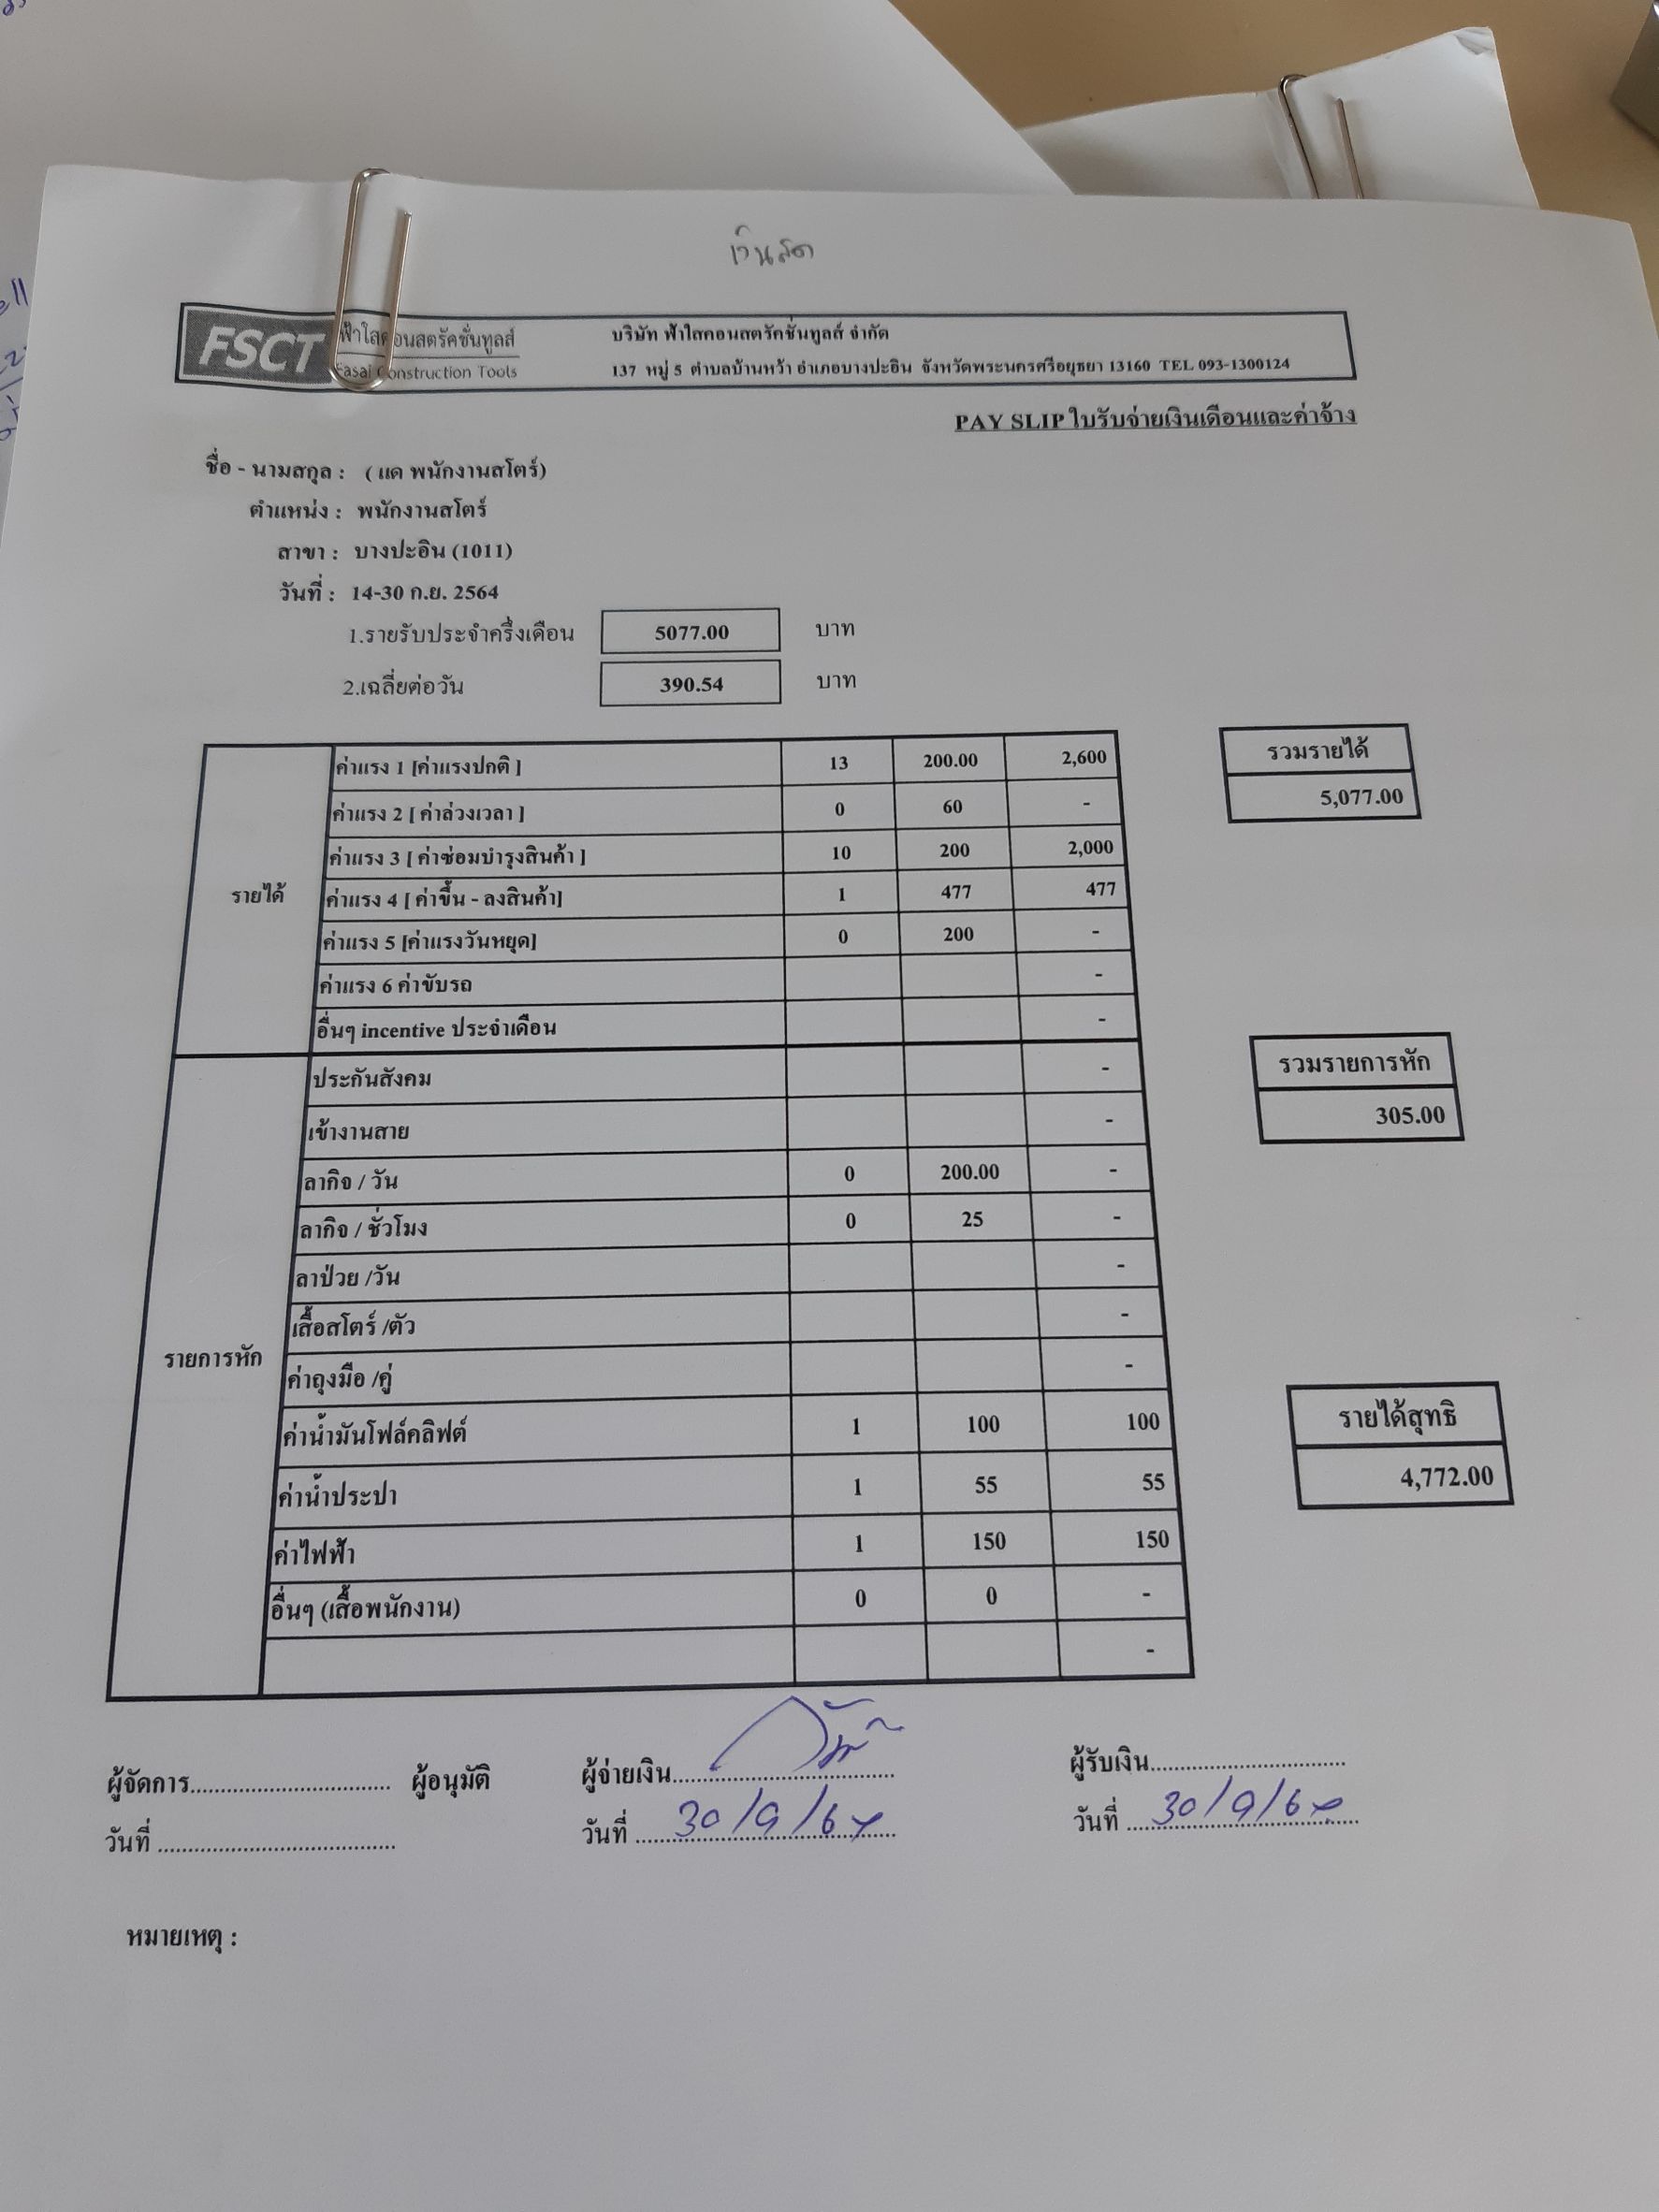 เงินสด
FSCT ฟ้าใสคอนสตรัคชั่นทูลส์
Fasai Construction Tools
บริษัท ฟ้าใสคอนสตรัคชั่นทูลส์ จำกัด
137 หมู่ 5 ตำบลบ้านหว้า อำเภอบางปะอิน จังหวัดพระนครศรีอยุธยา 13160 TEL 093-1300124
PAY SLIP ใบรับจ่ายเงินเดือนและค่าจ้าง
ชื่อ - นามสกุล : ( แด พนักงานสโตร์)
ตำแหน่ง : พนักงานสโตร์
สาขา : บางปะอิน (1011)
วันที่ : 14-30 ก.ย. 2564
1.รายรับประจำครึ่งเดือน 5077.00 บาท
2.เฉลี่ยต่อวัน 390.54 บาท
รายได้
ค่าแรง 1 [ค่าแรงปกติ ] 13 200.00 2,600
ค่าแรง 2 [ ค่าล่วงเวลา ] 0 60 -
ค่าแรง 3 [ ค่าซ่อมบำรุงสินค้า ] 10 200 2,000
ค่าแรง 4 [ ค่าขึ้น - ลงสินค้า] 1 477 477
ค่าแรง 5 [ค่าแรงวันหยุด] 0 200 -
ค่าแรง 6 ค่าขับรถ -
อื่นๆ incentive ประจำเดือน -
รวมรายได้
5,077.00
รายการหัก
ประกันสังคม -
เข้างานสาย -
ลากิจ / วัน 0 200.00 -
ลากิจ / ชั่วโมง 0 25 -
ลาป่วย /วัน -
เสื้อสโตร์ /ตัว -
ค่าถุงมือ /คู่ -
ค่าน้ำมันโฟล์คลิฟต์ 1 100 100
ค่าน้ำประปา 1 55 55
ค่าไฟฟ้า 1 150 150
อื่นๆ (เสื้อพนักงาน) 0 0 -
-
รวมรายการหัก
305.00
รายได้สุทธิ
4,772.00
ผู้จัดการ................................. ผู้อนุมัติ ผู้จ่ายเงิน..................................... ผู้รับเงิน.................................
วันที่ ........................................ วันที่ 30/9/64 วันที่ 30/9/64
หมายเหตุ :